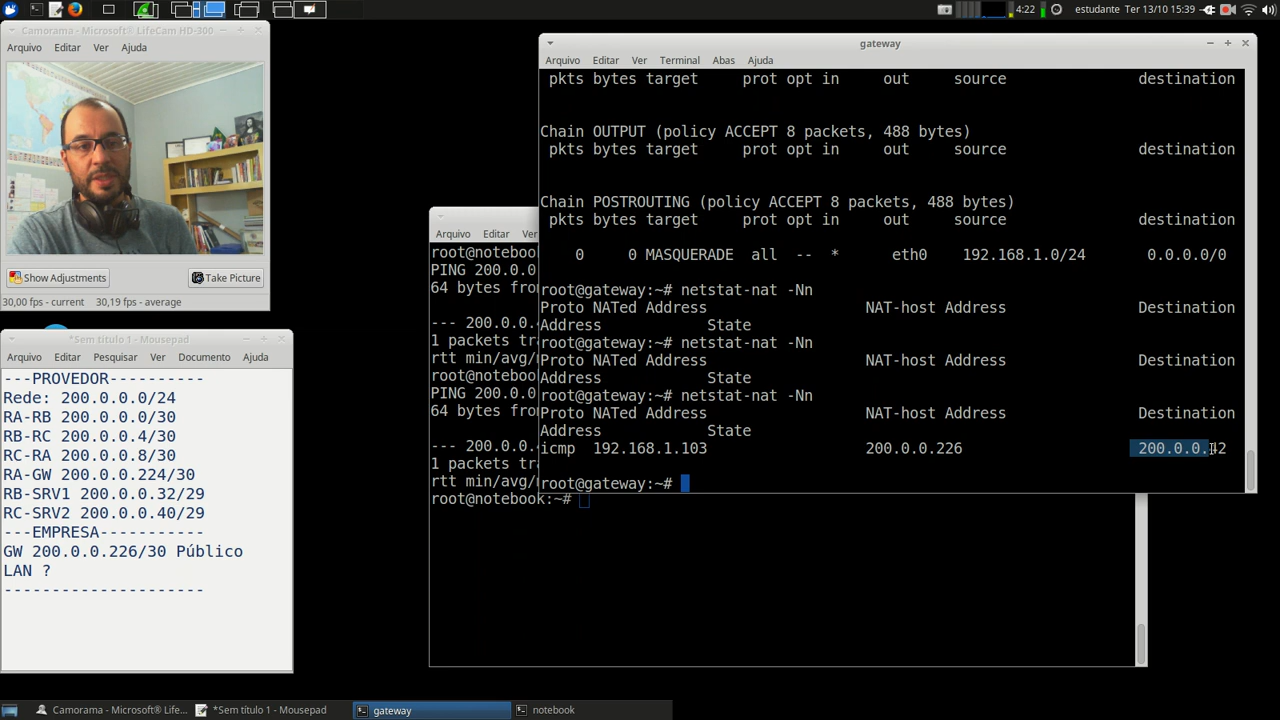 4:22 estudante Ter 13/10 15:39
Camorama - Microsoft® LifeCam HD-300
Arquivo Editar Ver Ajuda
Show Adjustments Take Picture
30,00 fps - current 30,19 fps - average
*Sem título 1 - Mousepad
Arquivo Editar Pesquisar Ver Documento Ajuda
---PROVEDOR----------
Rede: 200.0.0.0/24
RA-RB 200.0.0.0/30
RB-RC 200.0.0.4/30
RC-RA 200.0.0.8/30
RA-GW 200.0.0.224/30
RB-SRV1 200.0.0.32/29
RC-SRV2 200.0.0.40/29
---EMPRESA-----------
GW 200.0.0.226/30 Público
LAN ?
---------------------
Arquivo Editar Ver
root@notebook
PING 200.0.0
64 bytes from
--- 200.0.0.
1 packets tra
rtt min/avg/
root@notebook
PING 200.0.0
64 bytes from
--- 200.0.0.
1 packets tra
rtt min/avg/
root@notebook:~#
gateway
Arquivo Editar Ver Terminal Abas Ajuda
pkts bytes target prot opt in out source destination
Chain OUTPUT (policy ACCEPT 8 packets, 488 bytes)
pkts bytes target prot opt in out source destination
Chain POSTROUTING (policy ACCEPT 8 packets, 488 bytes)
pkts bytes target prot opt in out source destination
0 0 MASQUERADE all -- * eth0 192.168.1.0/24 0.0.0.0/0
root@gateway:~# netstat-nat -Nn
Proto NATed Address NAT-host Address Destination
Address State
root@gateway:~# netstat-nat -Nn
Proto NATed Address NAT-host Address Destination
Address State
root@gateway:~# netstat-nat -Nn
Proto NATed Address NAT-host Address Destination
Address State
icmp 192.168.1.103 200.0.0.226 200.0.0.42
root@gateway:~#
Camorama - Microsoft® LifeC... *Sem título 1 - Mousepad gateway notebook